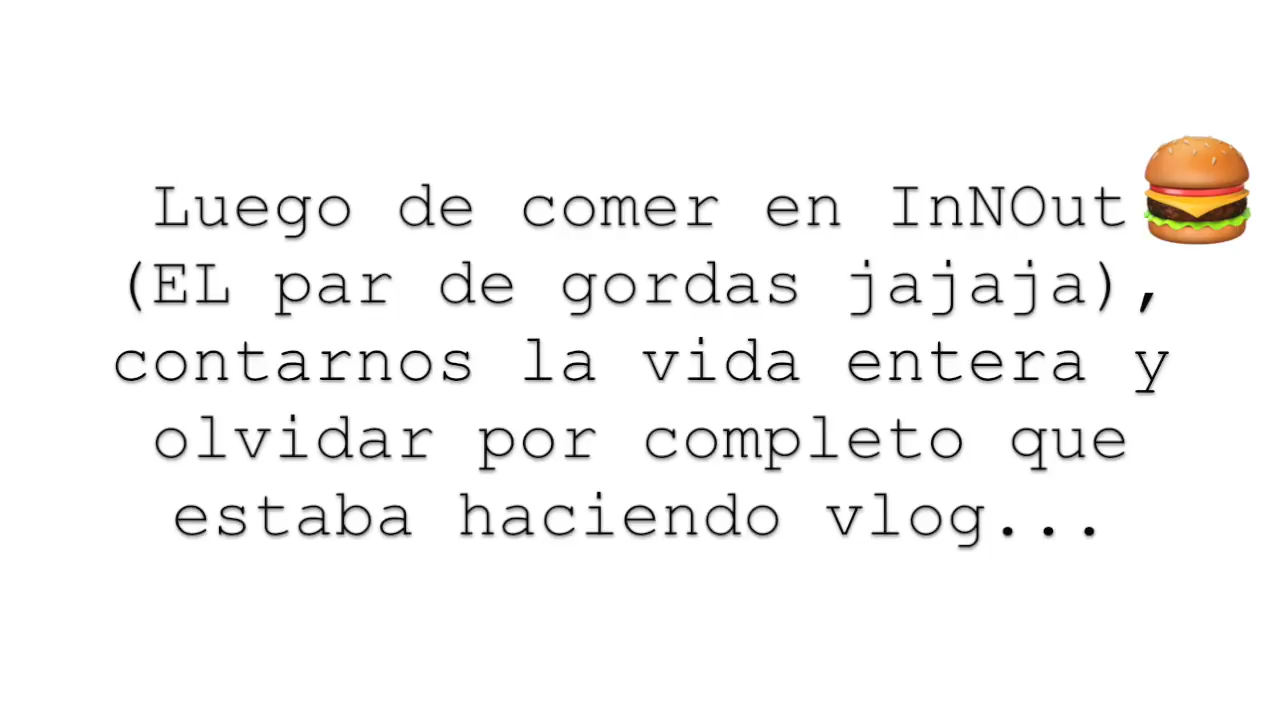 Luego de comer en InNOut🍔
(EL par de gordas jajaja),
contarnos la vida entera y
olvidar por completo que
estaba haciendo vlog...